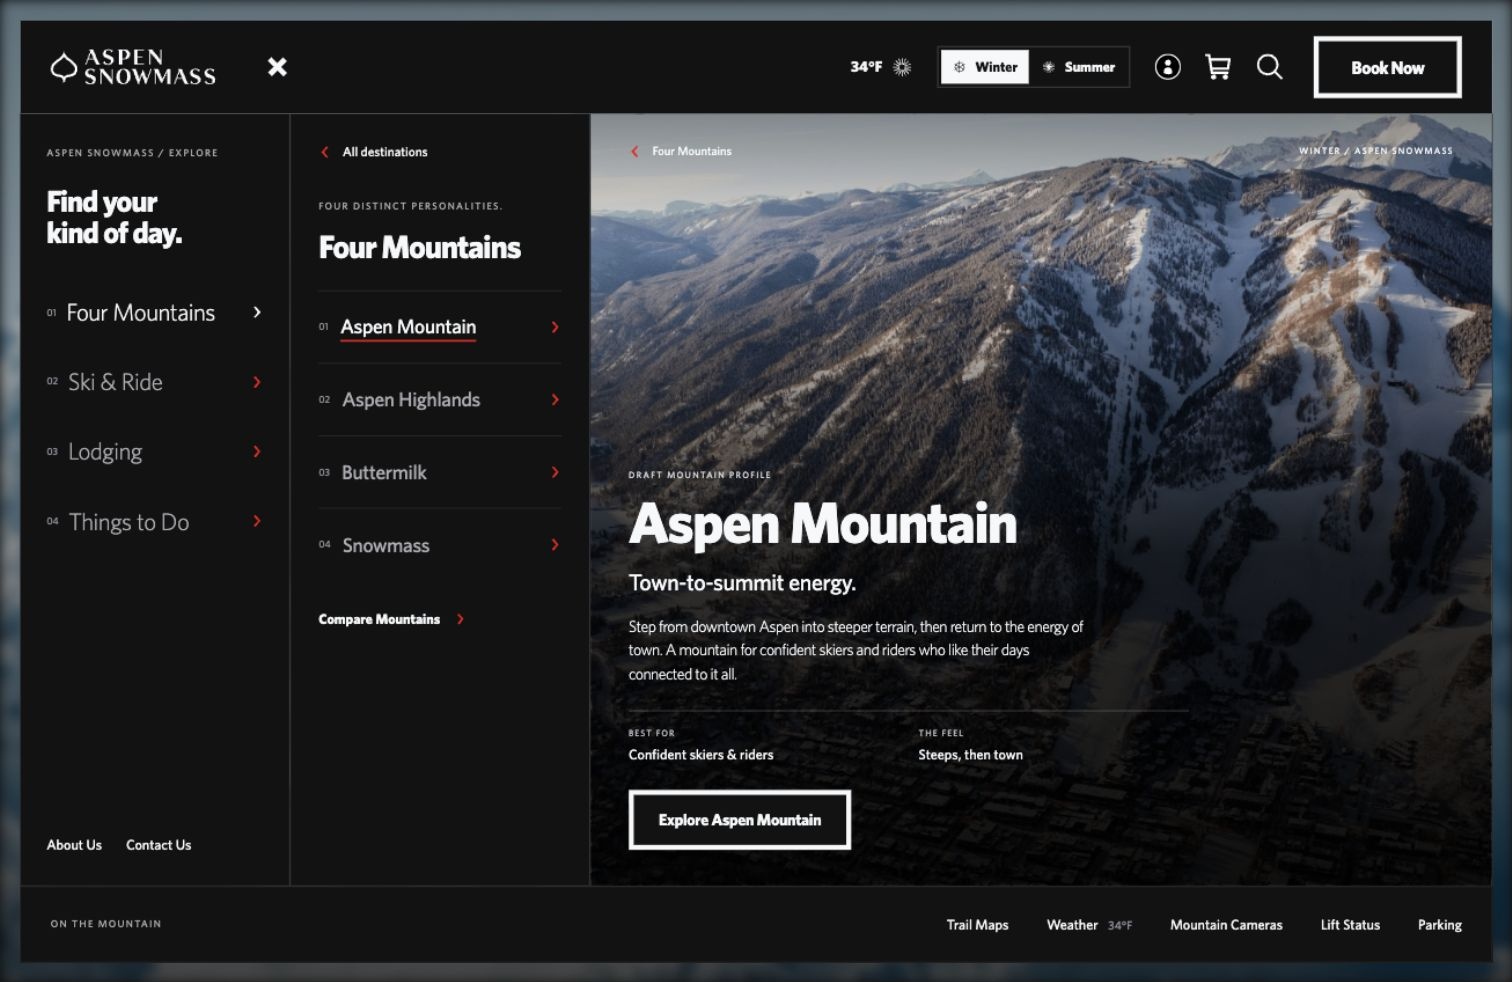 ASPEN
SNOWMASS
34°F
Winter
Summer
Book Now
ASPEN SNOWMASS / EXPLORE
Find your
kind of day.
01 Four Mountains
02 Ski & Ride
03 Lodging
04 Things to Do
About Us
Contact Us
All destinations
FOUR DISTINCT PERSONALITIES.
Four Mountains
01 Aspen Mountain
02 Aspen Highlands
03 Buttermilk
04 Snowmass
Compare Mountains
Four Mountains
WINTER / ASPEN SNOWMASS
DRAFT MOUNTAIN PROFILE
Aspen Mountain
Town-to-summit energy.
Step from downtown Aspen into steeper terrain, then return to the energy of
town. A mountain for confident skiers and riders who like their days
connected to it all.
BEST FOR
Confident skiers & riders
THE FEEL
Steeps, then town
Explore Aspen Mountain
ON THE MOUNTAIN
Trail Maps
Weather 34°F
Mountain Cameras
Lift Status
Parking